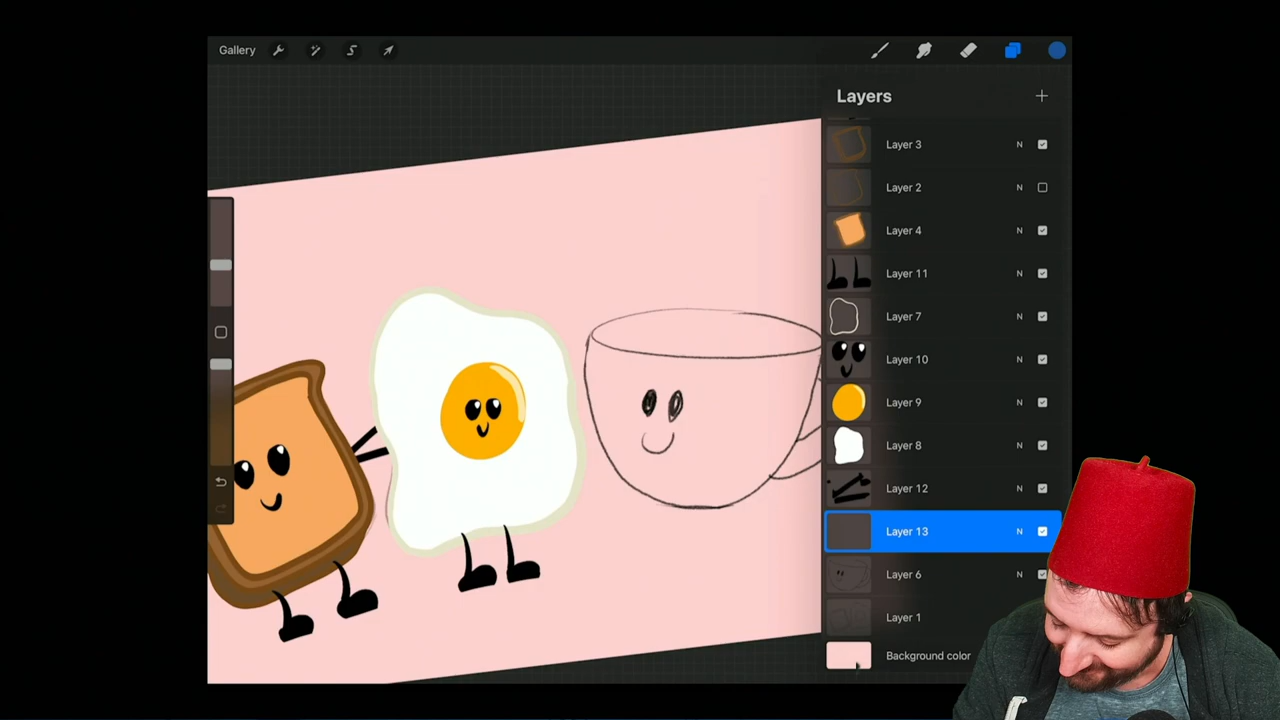 Gallery
Layers
Layer 3 N
Layer 2 N
Layer 4 N
Layer 11 N
Layer 7 N
Layer 10 N
Layer 9 N
Layer 8 N
Layer 12 N
Layer 13 N
Layer 6 N
Layer 1
Background color